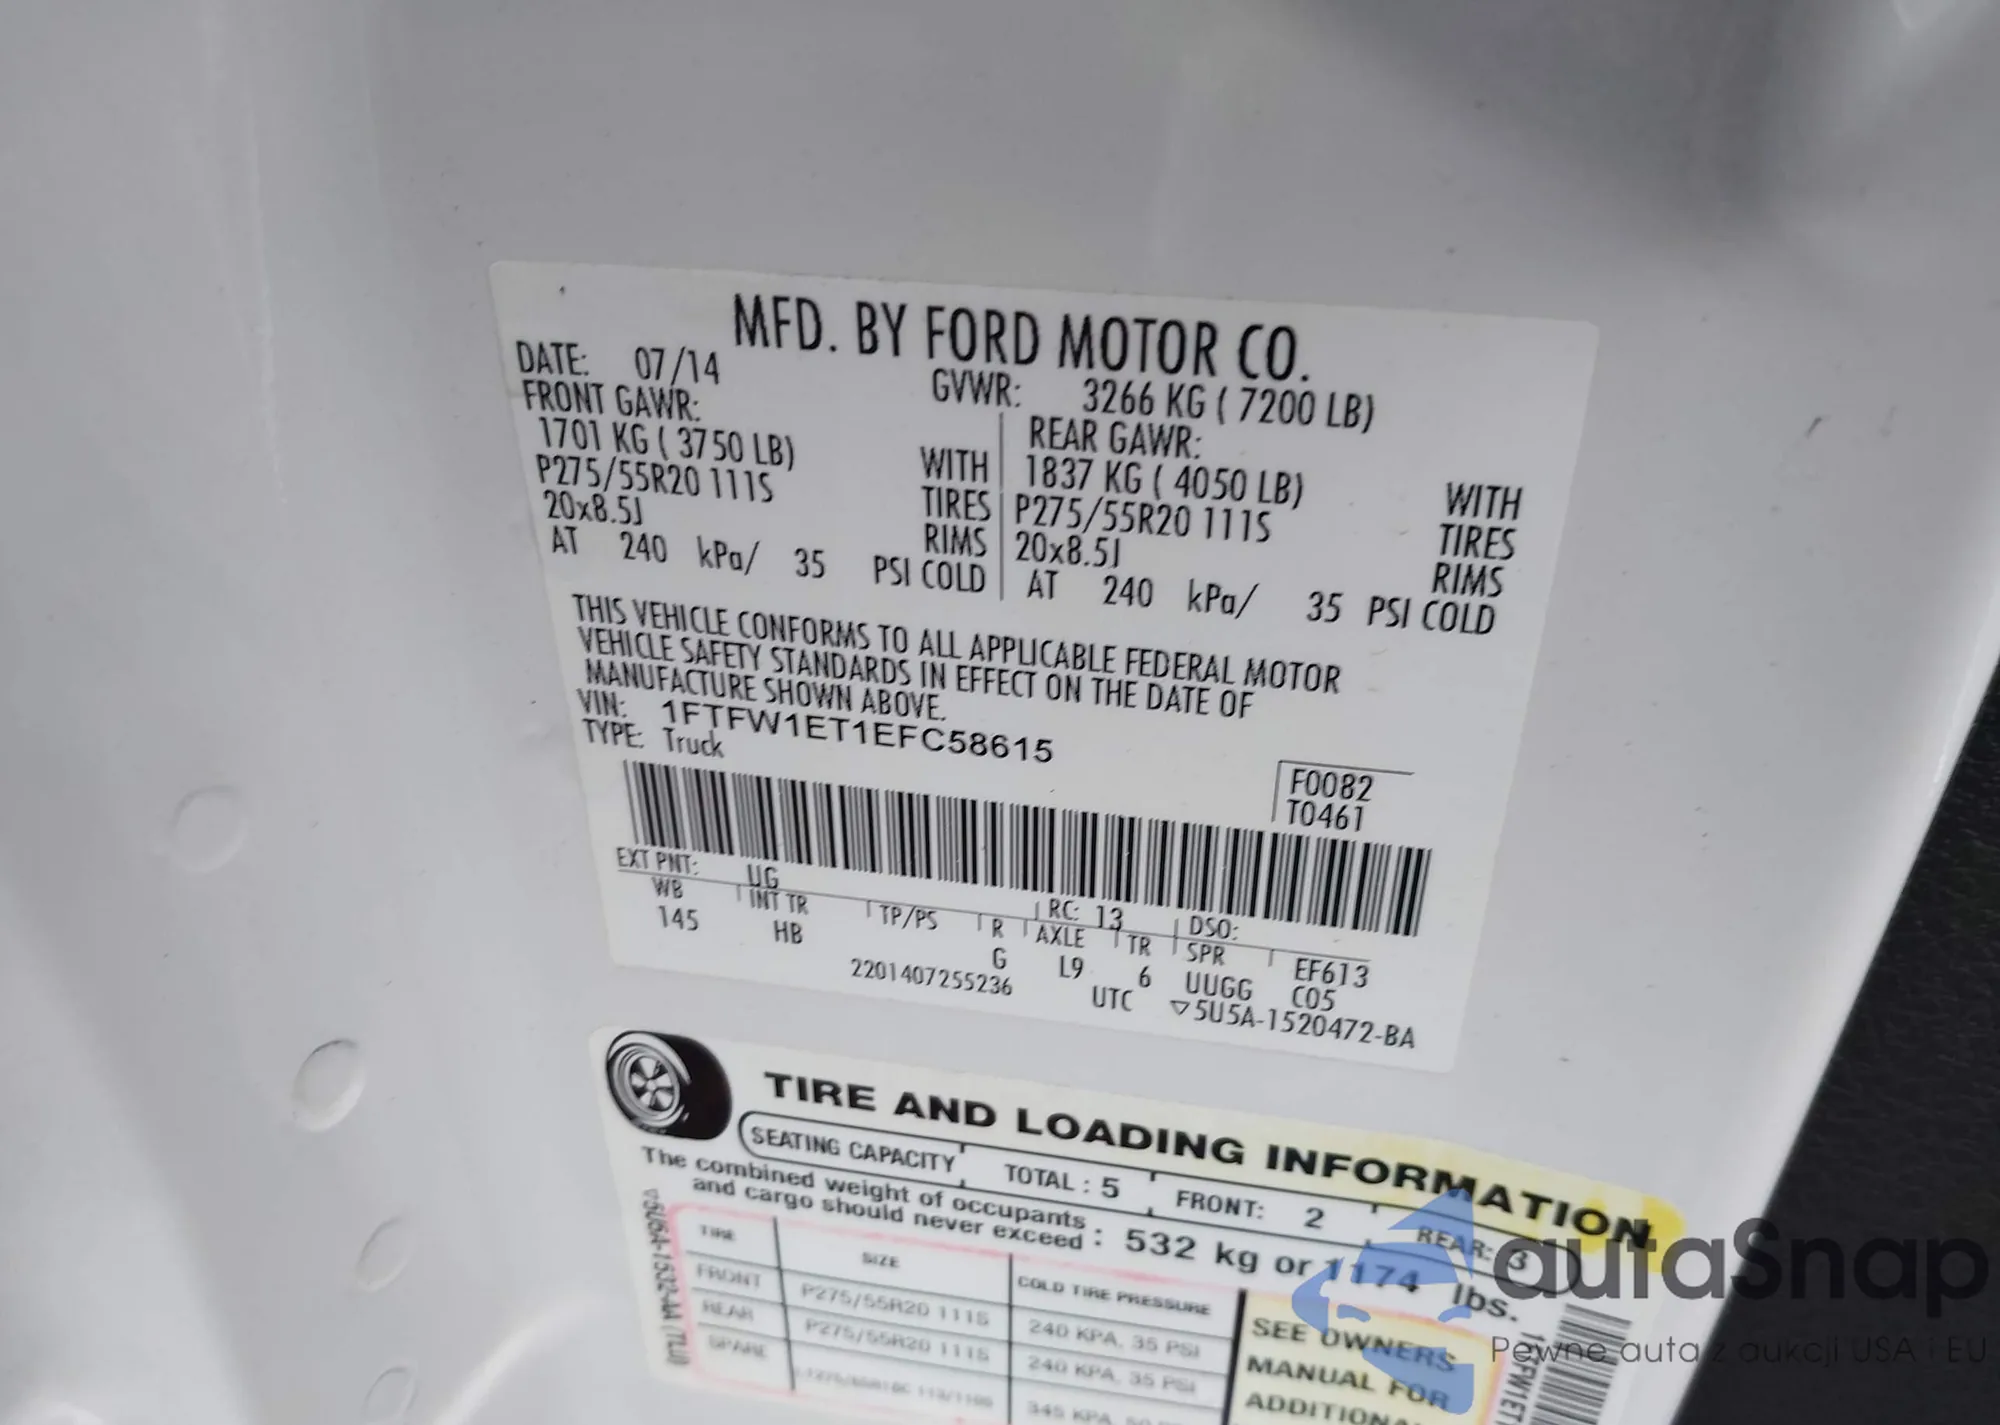 MFD. BY FORD MOTOR CO.
DATE: 07/14 GVWR: 3266 KG ( 7200 LB)
FRONT GAWR: REAR GAWR:
1701 KG ( 3750 LB) WITH 1837 KG ( 4050 LB) WITH
P275/55R20 111S TIRES P275/55R20 111S TIRES
20x8.5J RIMS 20x8.5J RIMS
AT 240 kPa/ 35 PSI COLD AT 240 kPa/ 35 PSI COLD
THIS VEHICLE CONFORMS TO ALL APPLICABLE FEDERAL MOTOR
VEHICLE SAFETY STANDARDS IN EFFECT ON THE DATE OF
MANUFACTURE SHOWN ABOVE.
VIN: 1FTFW1ET1EFC58615
TYPE: Truck
F0082
T0461
EXT PNT: UG RC: 13 DSO:
WB INT TR TP/PS R AXLE TR SPR EF613
145 HB G L9 6 UUGG C05
2201407255236 UTC ▽5U5A-1520472-BA
TIRE AND LOADING INFORMATION
SEATING CAPACITY TOTAL : 5 FRONT: 2 REAR: 3
The combined weight of occupants
and cargo should never exceed : 532 kg or 1174 lbs.
TIRE SIZE COLD TIRE PRESSURE
FRONT P275/55R20 111S 240 KPA, 35 PSI
REAR P275/55R20 111S 240 KPA, 35 PSI
SPARE 345 KPA,
SEE OWNERS
MANUAL FOR
ADDITIONA
autaSnap
Pewne auta z aukcji USA i EU